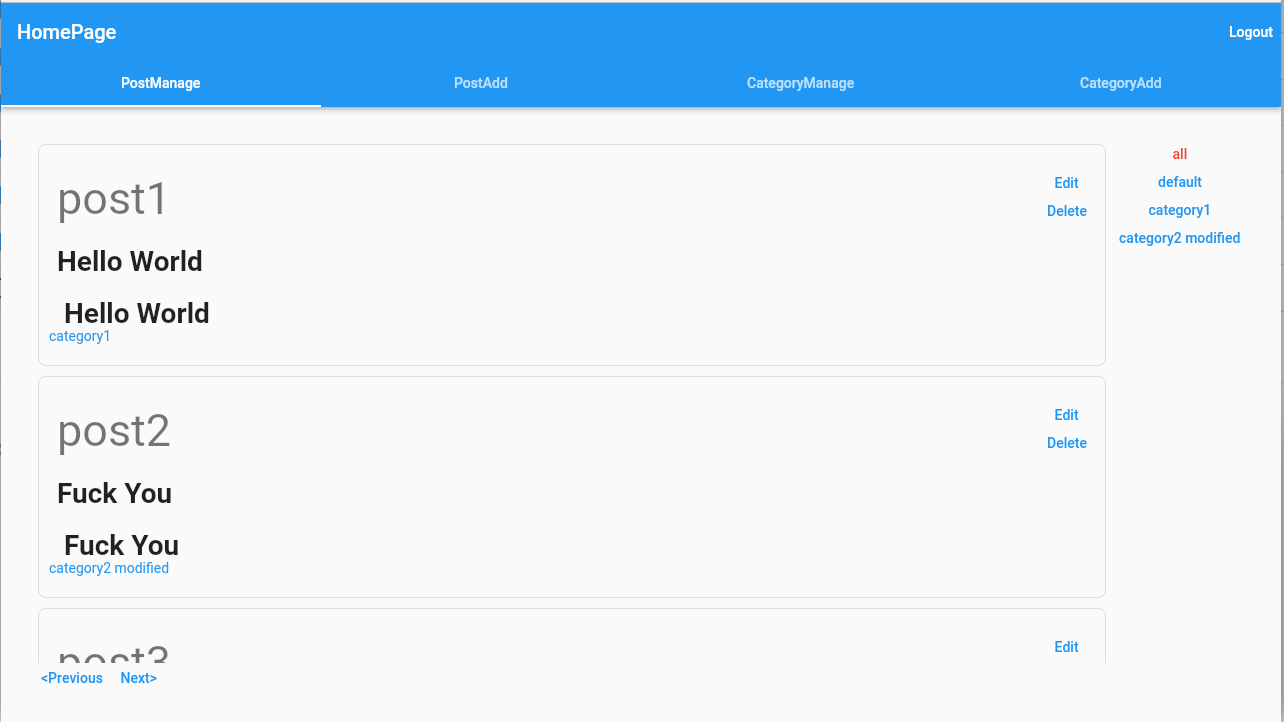 HomePage
Logout
PostManage
PostAdd
CategoryManage
CategoryAdd
post1
Edit
Delete
Hello World
Hello World
category1
all
default
category1
category2 modified
post2
Edit
Delete
Fuck You
Fuck You
category2 modified
post3
Edit
<Previous
Next>